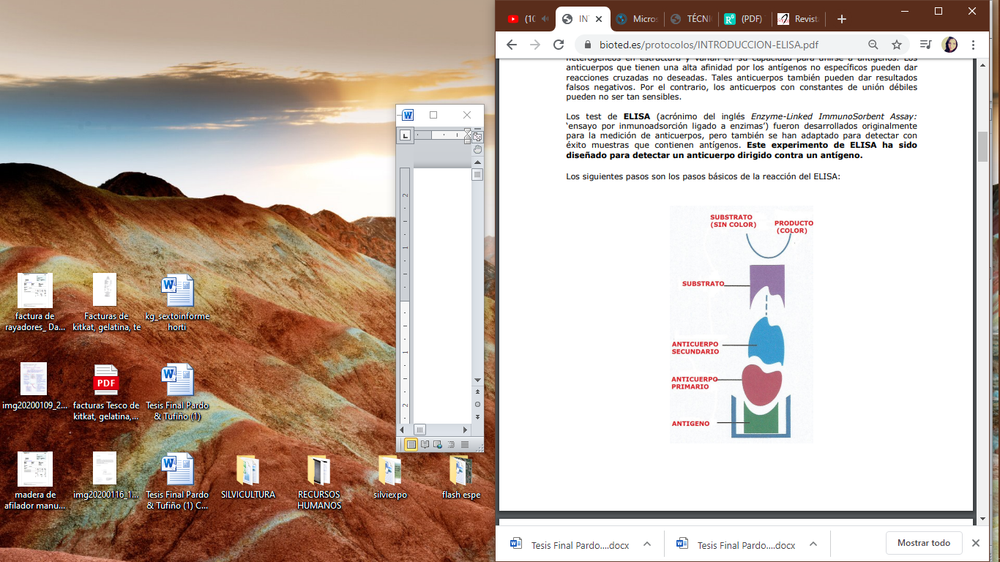 (10
IN
Micros
TÉCNI
(PDF)
Revist
bioted.es/protocolos/INTRODUCCION-ELISA.pdf
heterogéneos en estructura y varían en su capacidad para unirse a antígenos. Los
anticuerpos que tienen una alta afinidad por los antígenos no específicos pueden dar
reacciones cruzadas no deseadas. Tales anticuerpos también pueden dar resultados
falsos negativos. Por el contrario, los anticuerpos con constantes de unión débiles
pueden no ser tan sensibles.
Los test de ELISA (acrónimo del inglés Enzyme-Linked ImmunoSorbent Assay:
‘ensayo por inmunoadsorción ligado a enzimas’) fueron desarrollados originalmente
para la medición de anticuerpos, pero también se han adaptado para detectar con
éxito muestras que contienen antígenos. Este experimento de ELISA ha sido
diseñado para detectar un anticuerpo dirigido contra un antígeno.
Los siguientes pasos son los pasos básicos de la reacción del ELISA:
SUBSTRATO
(SIN COLOR)
PRODUCTO
(COLOR)
SUBSTRATO
ANTICUERPO
SECUNDARIO
ANTICUERPO
PRIMARIO
ANTIGENO
2
1
1
2
factura de
rayadores_ Da...
Facturas de
kitkat, gelatina, te
kg_sextoinforme
horti
img20200109_2...
PDF
facturas Tesco de
kitkat, gelatina,...
Tesis Final Pardo
& Tufiño (1)
madera de
afilador manu...
img20200116_1...
Tesis Final Pardo
& Tufiño (1) C...
SILVICULTURA
RECURSOS
HUMANOS
silviexpo
flash espe
Tesis Final Pardo....docx
Tesis Final Pardo....docx
Mostrar todo